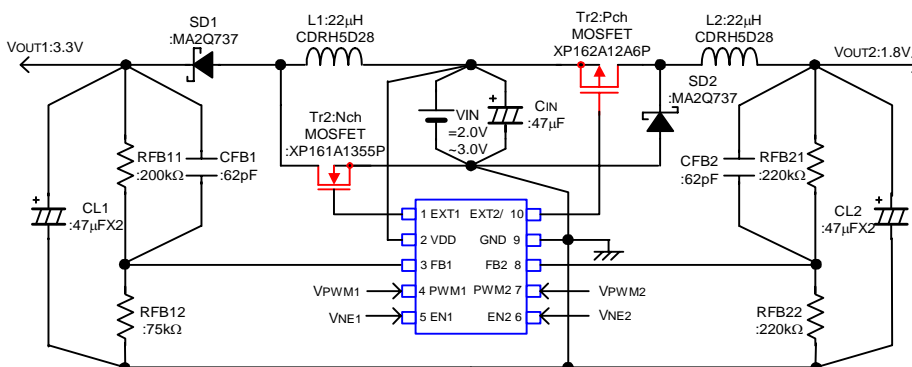 SD1
:MA2Q737
L1:22µH
CDRH5D28
Tr2:Pch
MOSFET
XP162A12A6P
L2:22µH
CDRH5D28
VOUT1:3.3V
VOUT2:1.8V
SD2
:MA2Q737
VIN
=2.0V
~3.0V
+
CIN
:47µF
Tr2:Nch
MOSFET
:XP161A1355P
RFB11
:200kΩ
CFB1
:62pF
CFB2
:62pF
RFB21
:220kΩ
+
CL1
:47µFX2
+
CL2
:47µFX2
1 EXT1
EXT2/ 10
2 VDD
GND 9
3 FB1
FB2 8
VPWM1
4 PWM1
PWM2 7
VPWM2
VNE1
5 EN1
EN2 6
VNE2
RFB12
:75kΩ
RFB22
:220kΩ